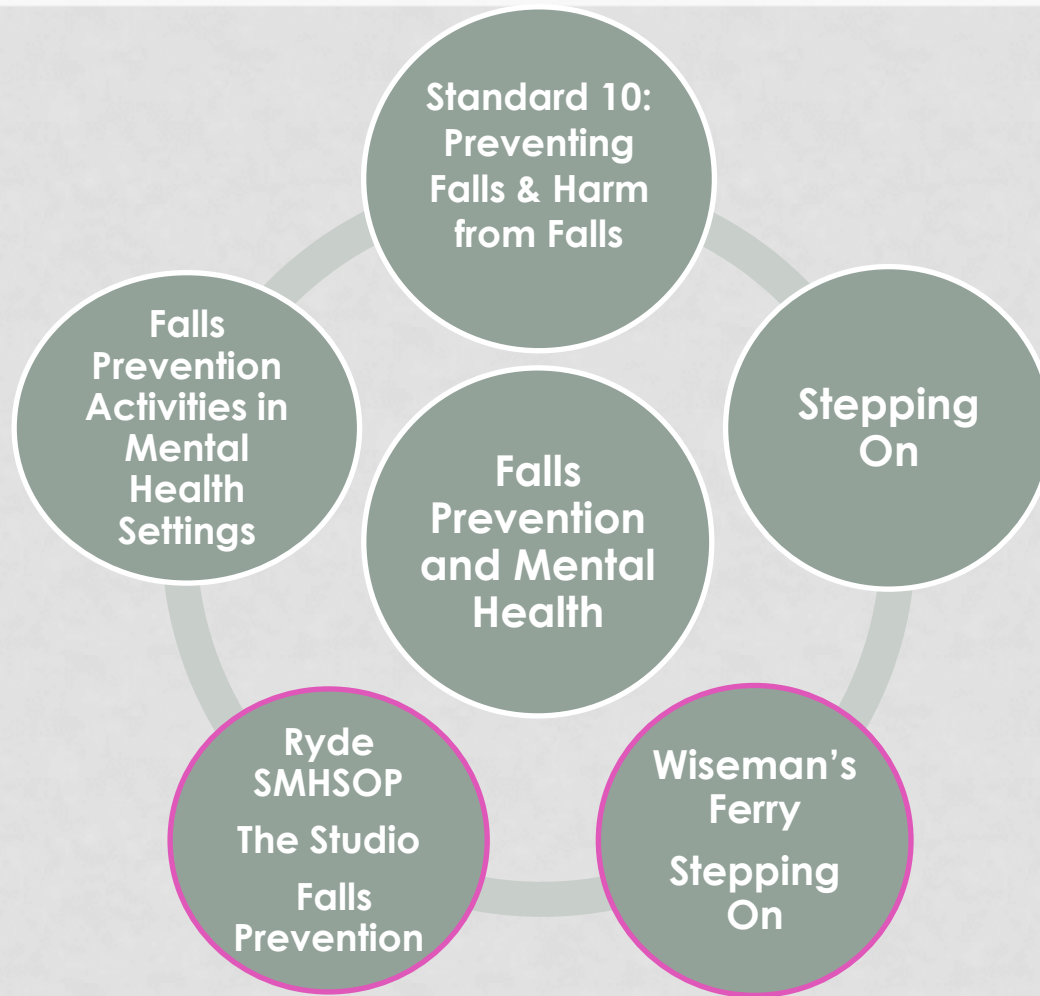 Standard 10:
Preventing
Falls & Harm
from Falls
Stepping
On
Wiseman’s
Ferry
Stepping
On
Ryde
SMHSOP
The Studio
Falls
Prevention
Falls
Prevention
Activities in
Mental
Health
Settings
Falls
Prevention
and Mental
Health